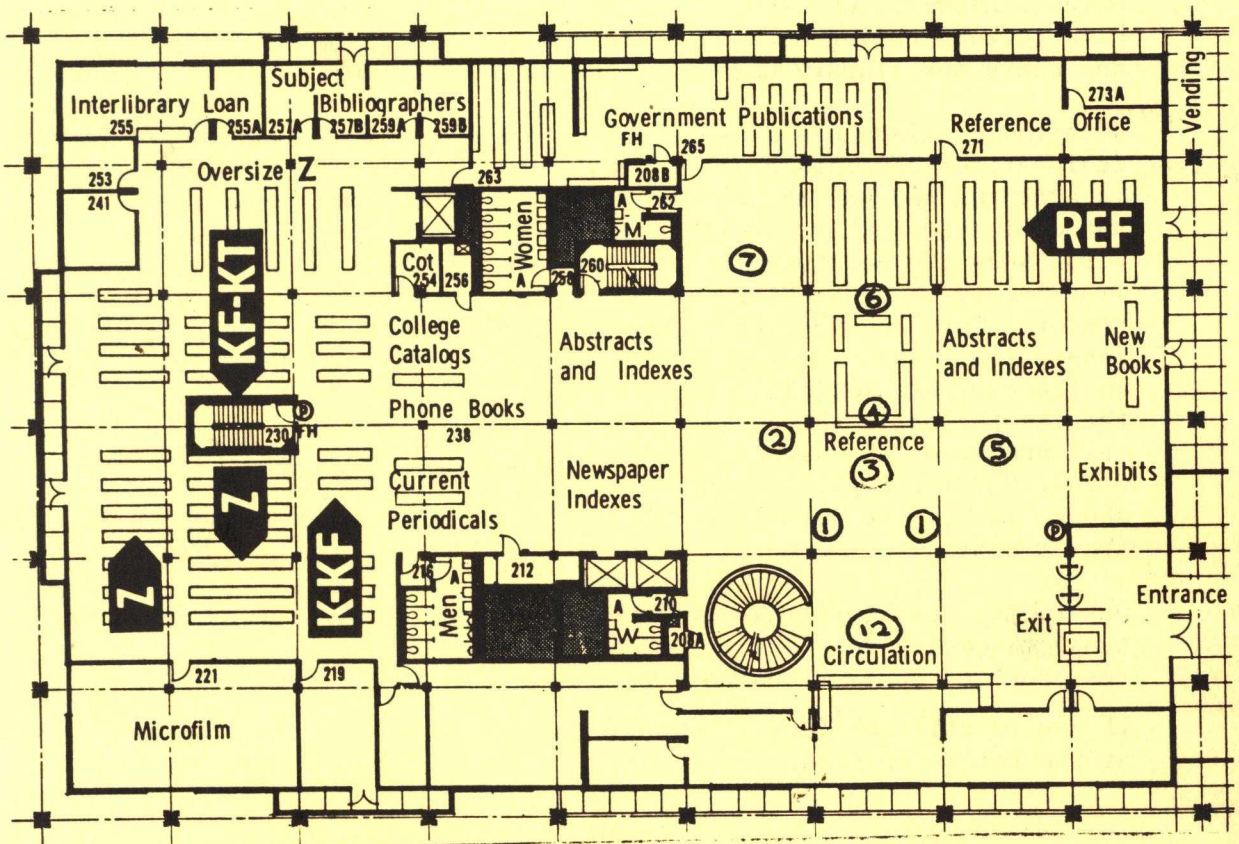 Subject
Interlibrary Loan
Bibliographers
255
255A
257A
257B
259A
259B
Government Publications
FH
265
Reference Office
271
273A
Vending
Oversize Z
253
241
263
208B
A
262
M
Women
Cot
254
256
A
258
260
7
REF
KF-KT
6
College
Catalogs
Abstracts
and Indexes
Abstracts
and Indexes
New
Books
P
FH
230
Phone Books
238
4
2
Reference
3
5
Exhibits
Z
Current
Periodicals
Newspaper
Indexes
1
1
P
K-KF
Z
216
A
212
Men
A
210
W
208A
12
Circulation
Exit
Entrance
221
219
Microfilm